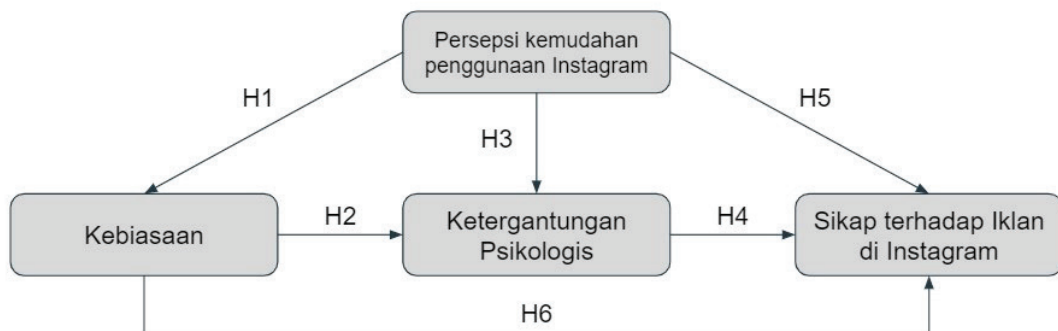 Persepsi kemudahan
penggunaan Instagram
H1
H5
H3
Kebiasaan
H2
Ketergantungan
Psikologis
H4
Sikap terhadap Iklan
di Instagram
H6